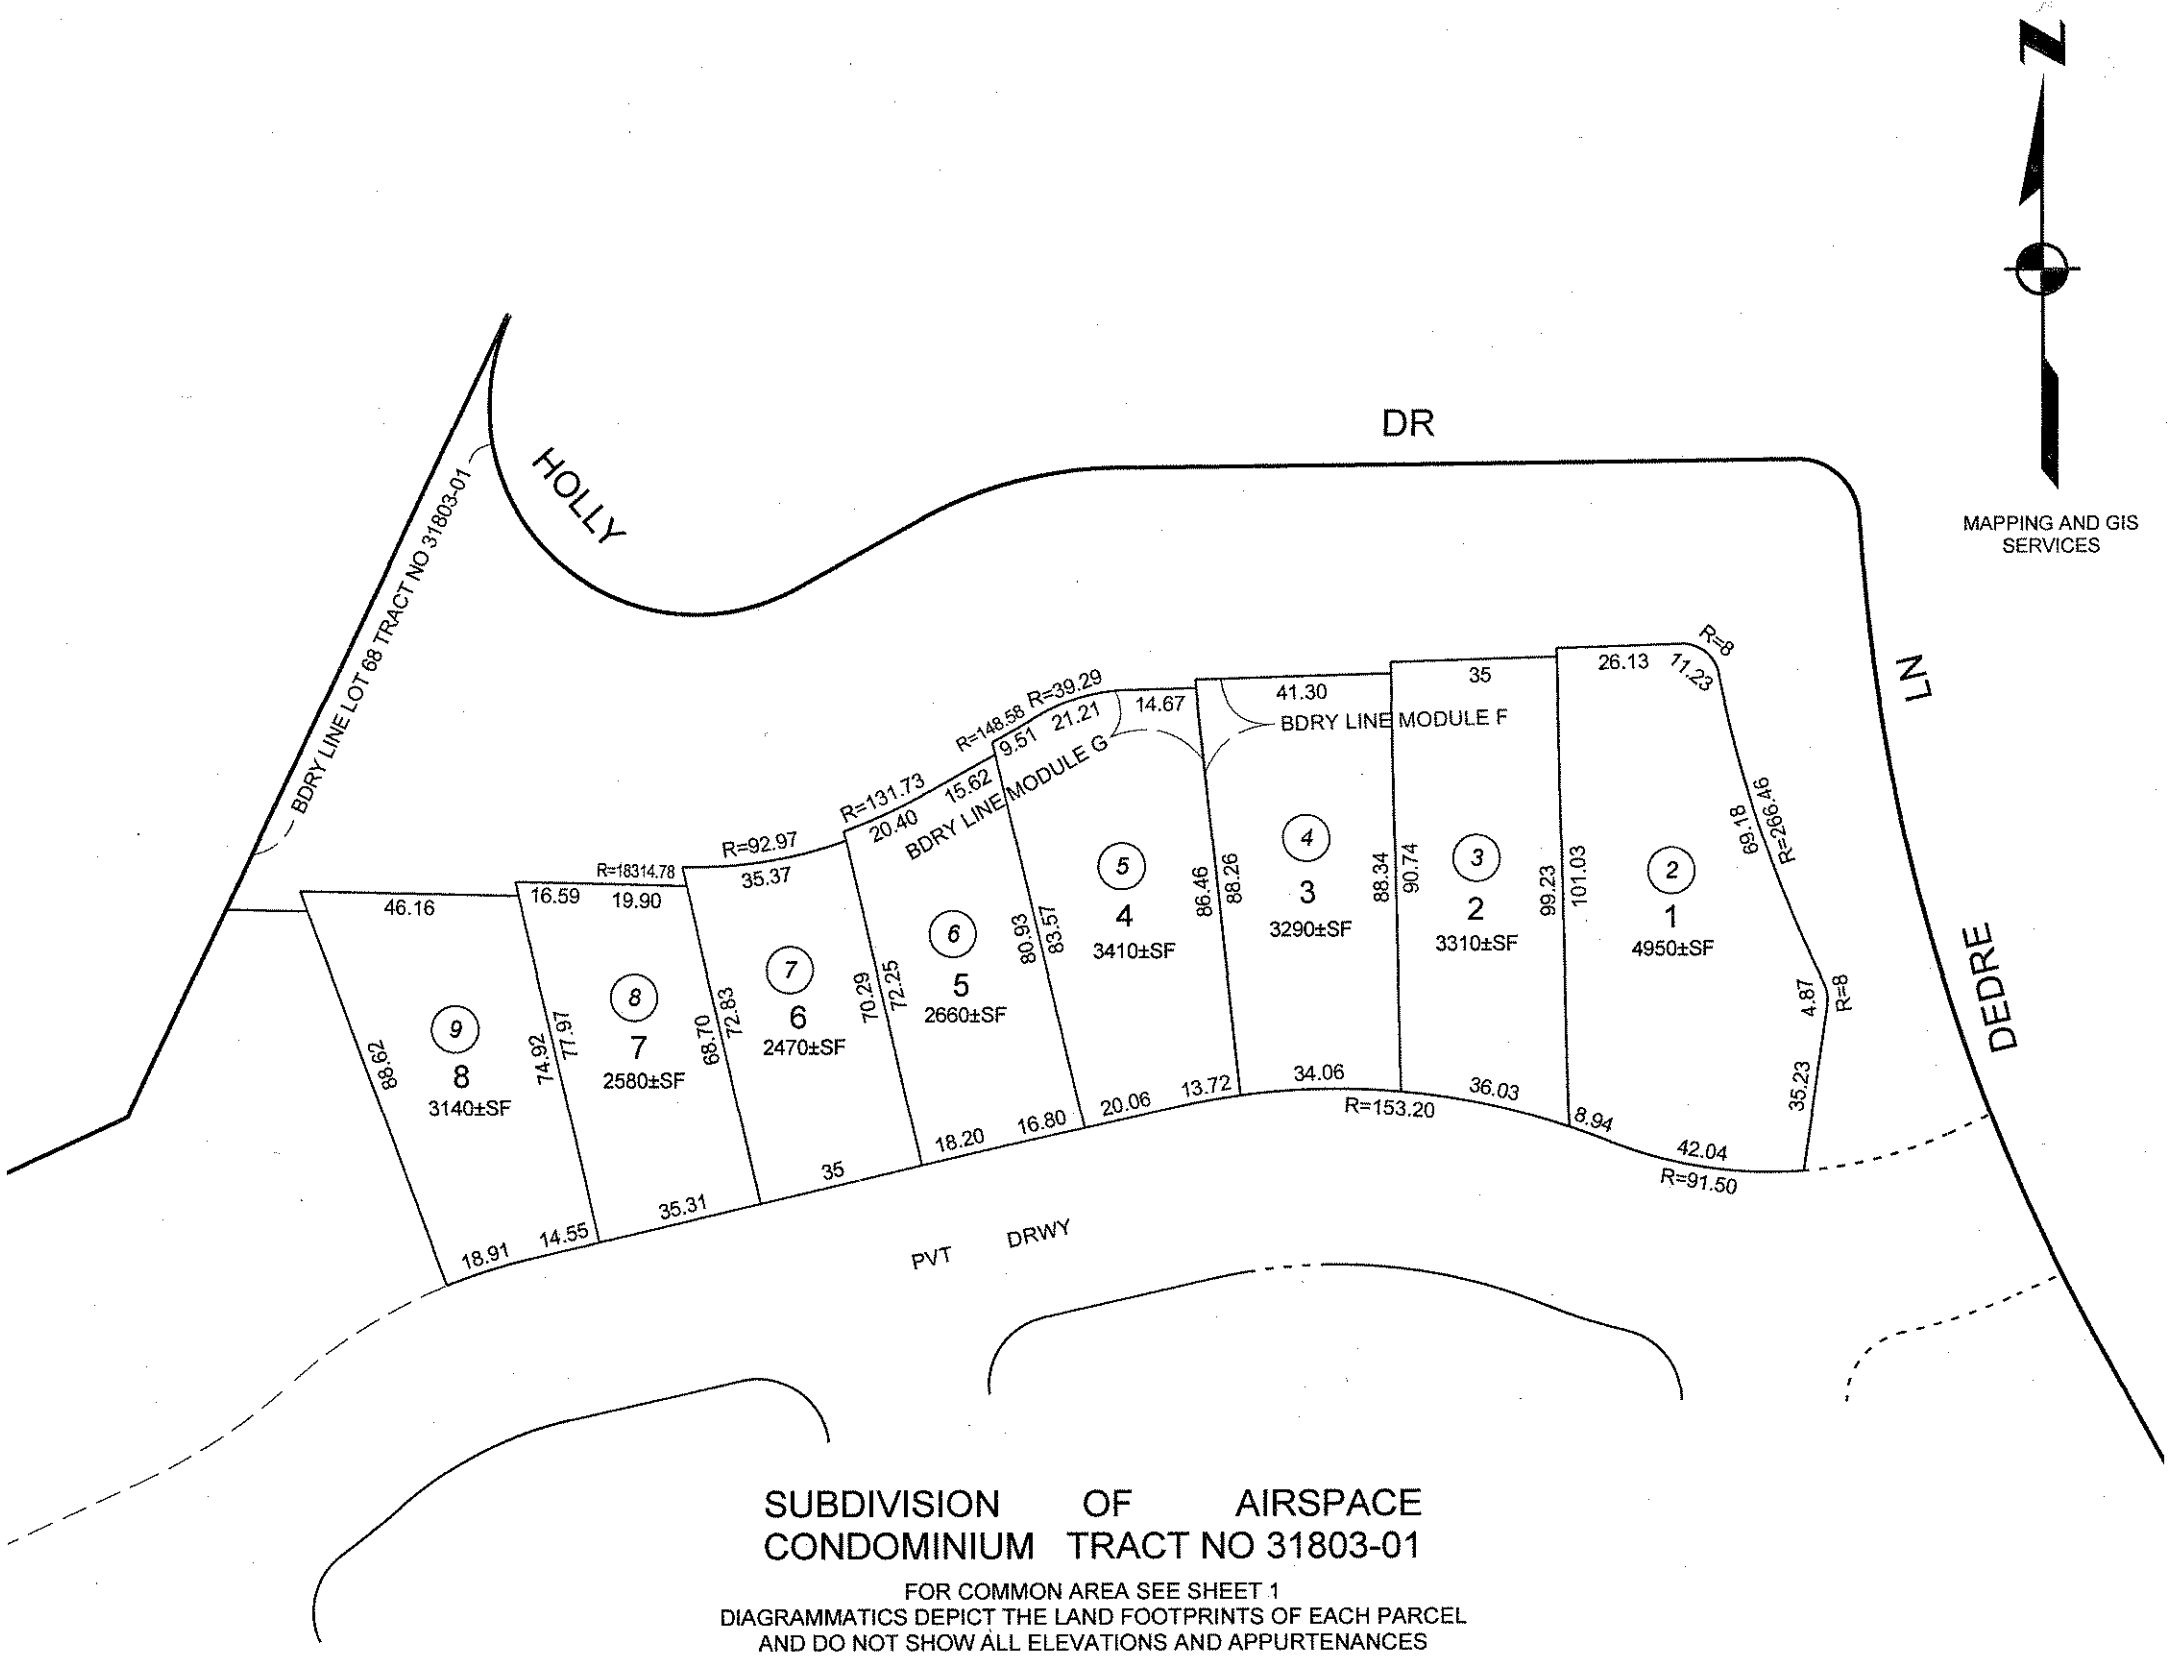 Z
MAPPING AND GIS
SERVICES
DR
HOLLY
LN
DEDRE
BDRY LINE LOT 68 TRACT NO 31803-01
R=8
26.13
11.23
35
41.30
R=39.29
14.67
21.21
R=148.58
9.51
BDRY LINE MODULE F
BDRY LINE MODULE G
R=131.73
15.62
20.40
R=92.97
35.37
R=18314.78
16.59
19.90
46.16
69.18
R=266.46
2
1
4950±SF
4.87
R=8
35.23
101.03
99.23
3
2
3310±SF
90.74
88.34
4
3
3290±SF
88.26
86.46
5
4
3410±SF
83.57
80.93
6
5
2660±SF
72.25
70.29
7
6
2470±SF
72.83
68.70
8
7
2580±SF
77.97
74.92
9
8
3140±SF
88.62
18.91
14.55
35.31
35
18.20
16.80
20.06
13.72
34.06
R=153.20
36.03
8.94
42.04
R=91.50
PVT DRWY
SUBDIVISION OF AIRSPACE
CONDOMINIUM TRACT NO 31803-01
FOR COMMON AREA SEE SHEET 1
DIAGRAMMATICS DEPICT THE LAND FOOTPRINTS OF EACH PARCEL
AND DO NOT SHOW ALL ELEVATIONS AND APPURTENANCES